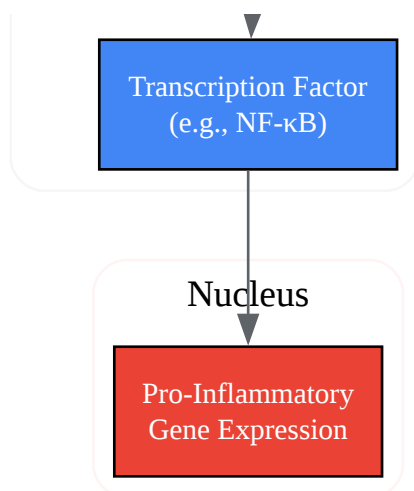 Transcription Factor
(e.g., NF-κB)
Nucleus
Pro-Inflammatory
Gene Expression